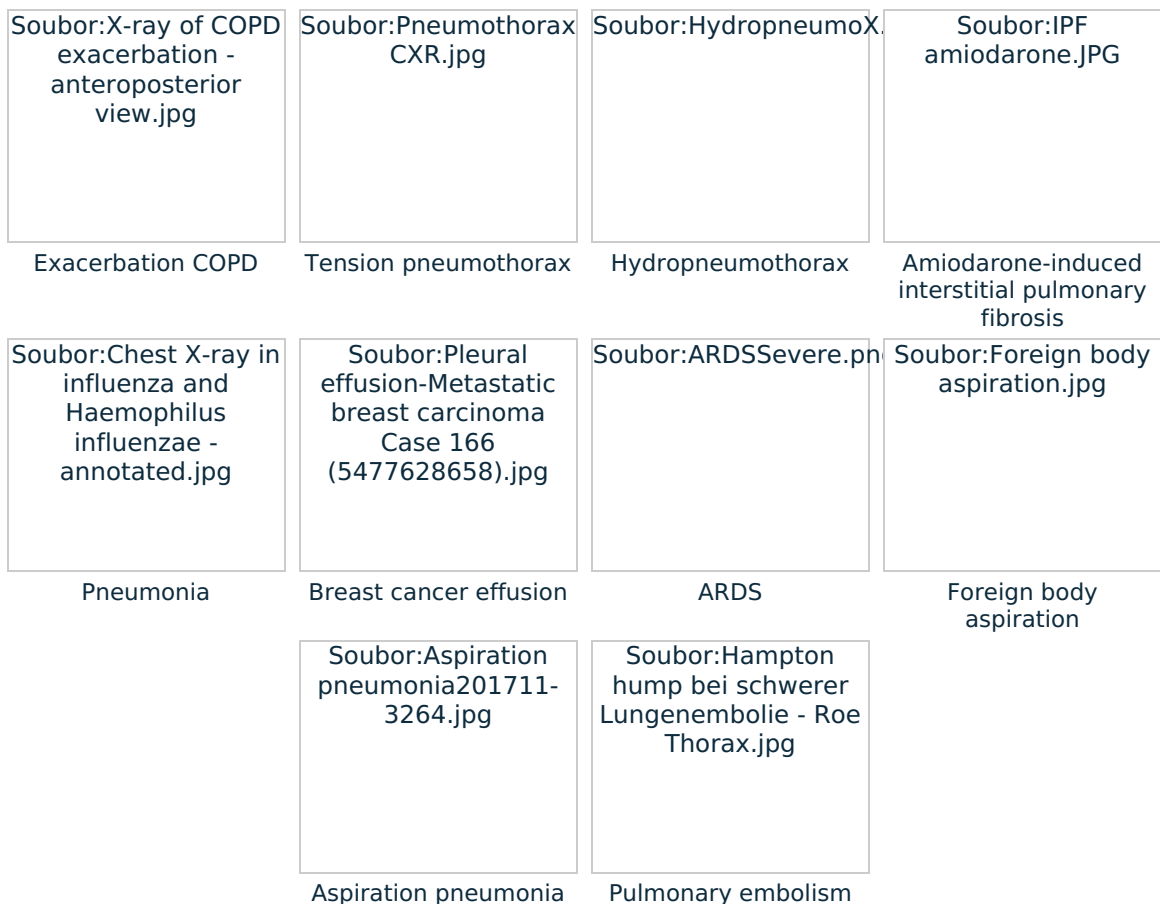 Soubor:X-ray of COPD
exacerbation -
anteroposterior
view.jpg
Exacerbation COPD
Soubor:Pneumothorax
CXR.jpg
Tension pneumothorax
Soubor:HydropneumoX.
Hydropneumothorax
Soubor:IPF
amiodarone.JPG
Amiodarone-induced
interstitial pulmonary
fibrosis
Soubor:Chest X-ray in
influenza and
Haemophilus
influenzae -
annotated.jpg
Pneumonia
Soubor:Pleural
effusion-Metastatic
breast carcinoma
Case 166
(5477628658).jpg
Breast cancer effusion
Soubor:ARDSSevere.pn
ARDS
Soubor:Foreign body
aspiration.jpg
Foreign body
aspiration
Soubor:Aspiration
pneumonia201711-
3264.jpg
Aspiration pneumonia
Soubor:Hampton
hump bei schwerer
Lungenembolie - Roe
Thorax.jpg
Pulmonary embolism